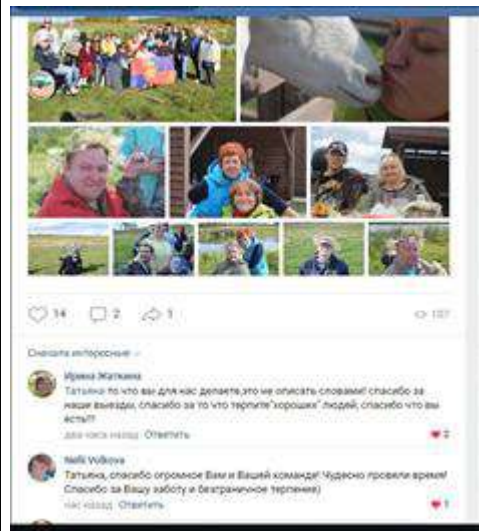 14 2 1 107
Сначала интересные
Ирина Жаткина
Татьяна то что вы для нас делаете,это не описать словами! спасибо за
наши выезды, спасибо за то что терпите"хороших" людей, спасибо что вы
есть!?
два часа назад Ответить 2
Nelli Volkova
Татьяна, спасибо огромное Вам и Вашей команде! Чудесно провели время!
Спасибо за Вашу заботу и безграничное терпение)
час назад Ответить 1